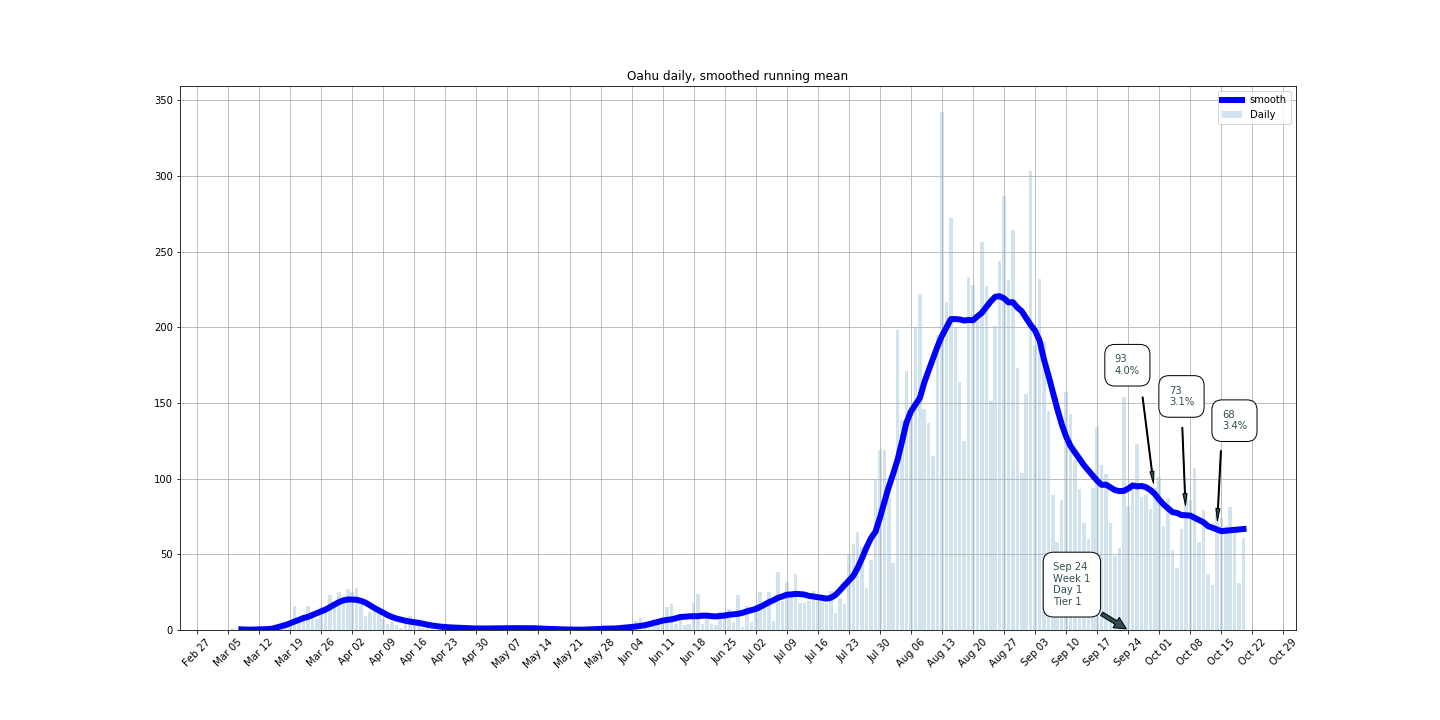 Oahu daily, smoothed running mean
smooth
Daily
350
300
250
200
150
100
50
0
93
4.0%
73
3.1%
68
3.4%
Sep 24
Week 1
Day 1
Tier 1
Feb 27
Mar 05
Mar 12
Mar 19
Mar 26
Apr 02
Apr 09
Apr 16
Apr 23
Apr 30
May 07
May 14
May 21
May 28
Jun 04
Jun 11
Jun 18
Jun 25
Jul 02
Jul 09
Jul 16
Jul 23
Jul 30
Aug 06
Aug 13
Aug 20
Aug 27
Sep 03
Sep 10
Sep 17
Sep 24
Oct 01
Oct 08
Oct 15
Oct 22
Oct 29